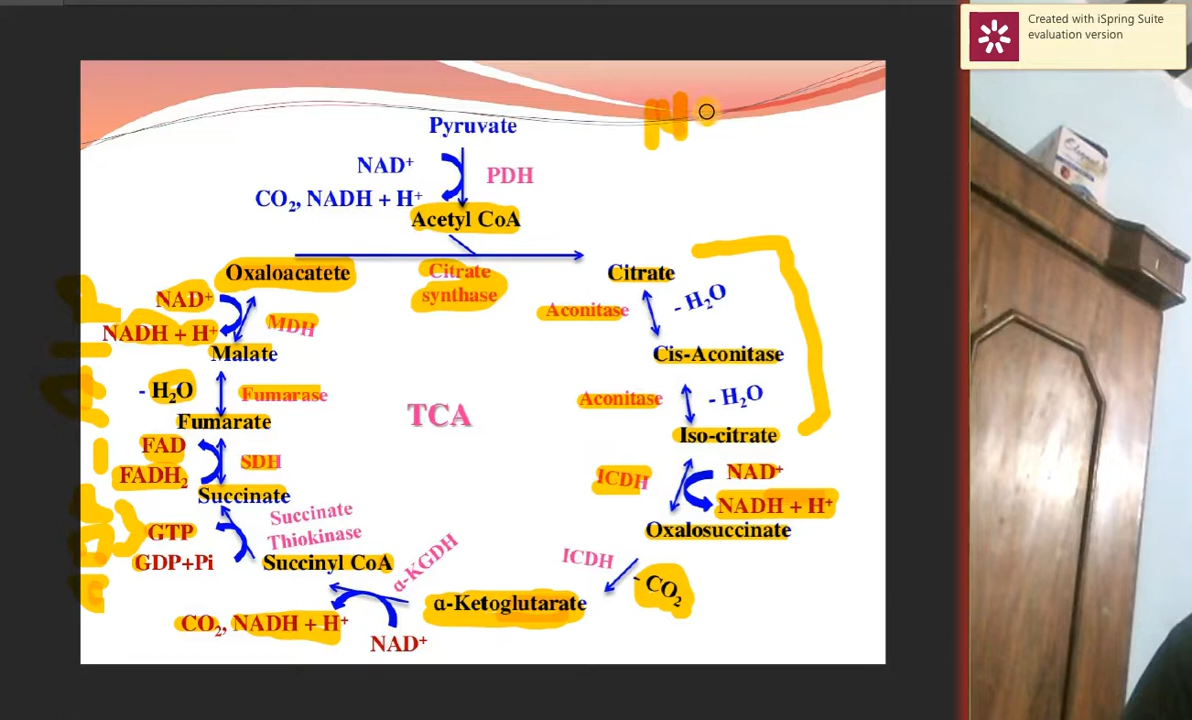 Created with iSpring Suite
evaluation version
Pyruvate
NAD⁺
PDH
CO₂, NADH + H⁺
Acetyl CoA
Oxaloacatete
Citrate
synthase
Citrate
NAD⁺
NADH + H⁺
MDH
Malate
Aconitase
- H₂O
Cis-Aconitase
- H₂O
Fumarase
Fumarate
TCA
Aconitase
- H₂O
Iso-citrate
FAD
FADH₂
SDH
Succinate
ICDH
NAD⁺
NADH + H⁺
Oxalosuccinate
GTP
GDP+Pi
Succinate
Thiokinase
Succinyl CoA
α-KGDH
ICDH
- CO₂
α-Ketoglutarate
CO₂, NADH + H⁺
NAD⁺